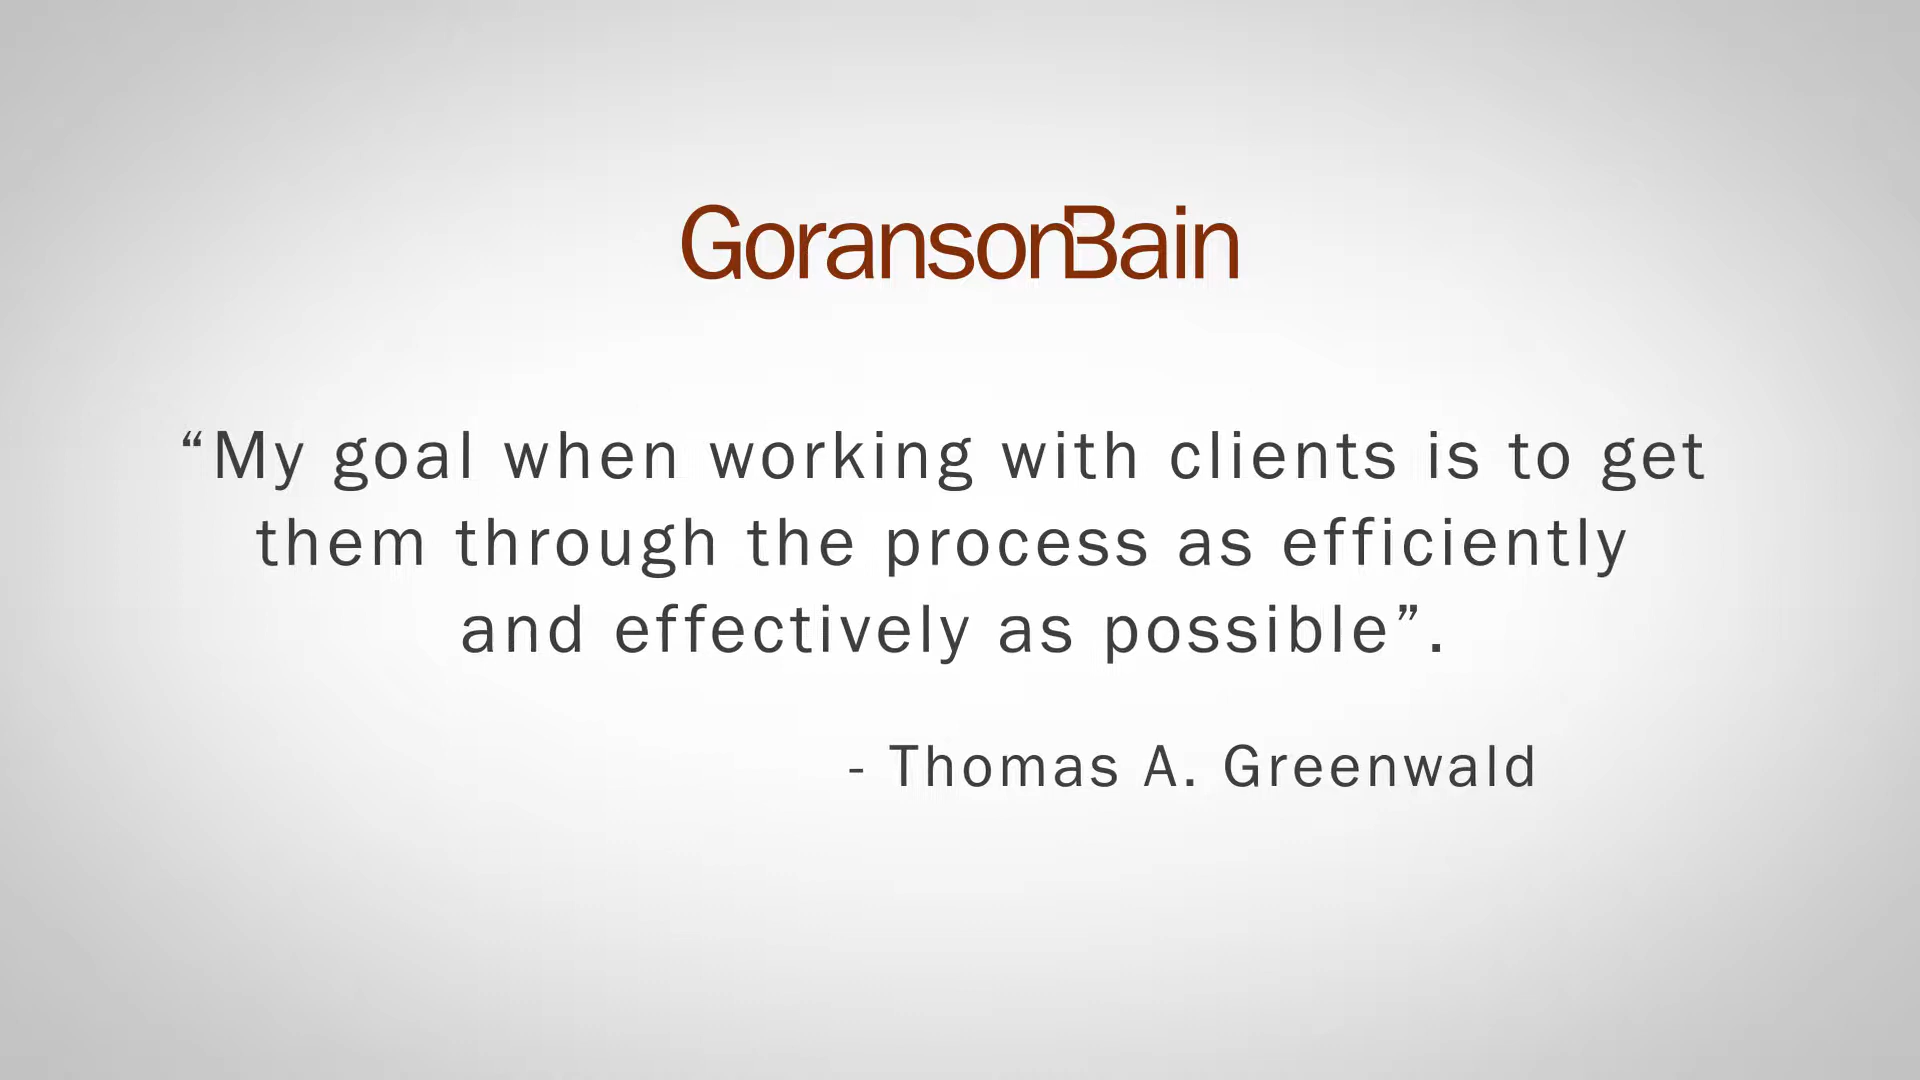 GoransonBain
“My goal when working with clients is to get
them through the process as efficiently
and effectively as possible”.
- Thomas A. Greenwald